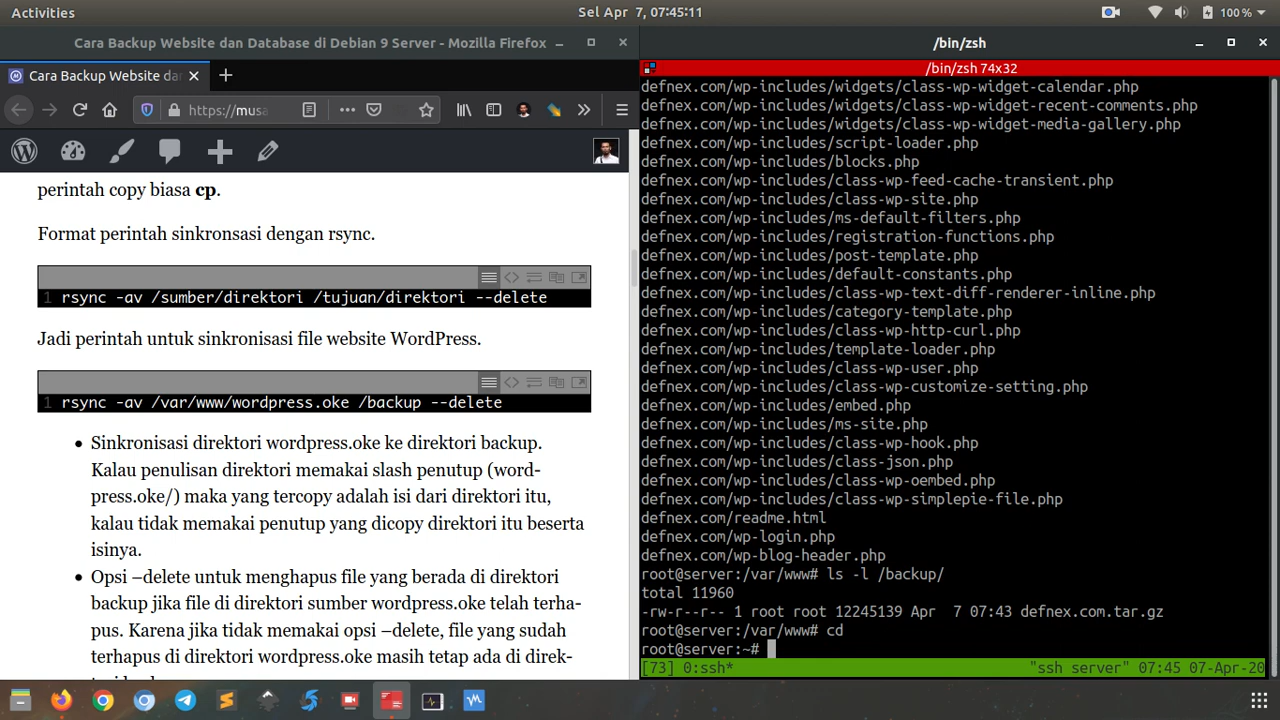 Activities
Sel Apr 7, 07:45:11
100 %
Cara Backup Website dan Database di Debian 9 Server - Mozilla Firefox
Cara Backup Website da
https://musa
perintah copy biasa cp.
Format perintah sinkronsasi dengan rsync.
1 rsync -av /sumber/direktori /tujuan/direktori --delete
Jadi perintah untuk sinkronisasi file website WordPress.
1 rsync -av /var/www/wordpress.oke /backup --delete
• Sinkronisasi direktori wordpress.oke ke direktori backup.
Kalau penulisan direktori memakai slash penutup (word-
press.oke/) maka yang tercopy adalah isi dari direktori itu,
kalau tidak memakai penutup yang dicopy direktori itu beserta
isinya.
• Opsi –delete untuk menghapus file yang berada di direktori
backup jika file di direktori sumber wordpress.oke telah terha-
pus. Karena jika tidak memakai opsi –delete, file yang sudah
terhapus di direktori wordpress.oke masih tetap ada di direk-
/bin/zsh
/bin/zsh 74x32
defnex.com/wp-includes/widgets/class-wp-widget-calendar.php
defnex.com/wp-includes/widgets/class-wp-widget-recent-comments.php
defnex.com/wp-includes/widgets/class-wp-widget-media-gallery.php
defnex.com/wp-includes/script-loader.php
defnex.com/wp-includes/blocks.php
defnex.com/wp-includes/class-wp-feed-cache-transient.php
defnex.com/wp-includes/class-wp-site.php
defnex.com/wp-includes/ms-default-filters.php
defnex.com/wp-includes/registration-functions.php
defnex.com/wp-includes/post-template.php
defnex.com/wp-includes/default-constants.php
defnex.com/wp-includes/class-wp-text-diff-renderer-inline.php
defnex.com/wp-includes/category-template.php
defnex.com/wp-includes/class-wp-http-curl.php
defnex.com/wp-includes/template-loader.php
defnex.com/wp-includes/class-wp-user.php
defnex.com/wp-includes/class-wp-customize-setting.php
defnex.com/wp-includes/embed.php
defnex.com/wp-includes/ms-site.php
defnex.com/wp-includes/class-wp-hook.php
defnex.com/wp-includes/class-json.php
defnex.com/wp-includes/class-wp-oembed.php
defnex.com/wp-includes/class-wp-simplepie-file.php
defnex.com/readme.html
defnex.com/wp-login.php
defnex.com/wp-blog-header.php
root@server:/var/www# ls -l /backup/
total 11960
-rw-r--r-- 1 root root 12245139 Apr  7 07:43 defnex.com.tar.gz
root@server:/var/www# cd
root@server:~#
[73] 0:ssh* "ssh server" 07:45 07-Apr-20